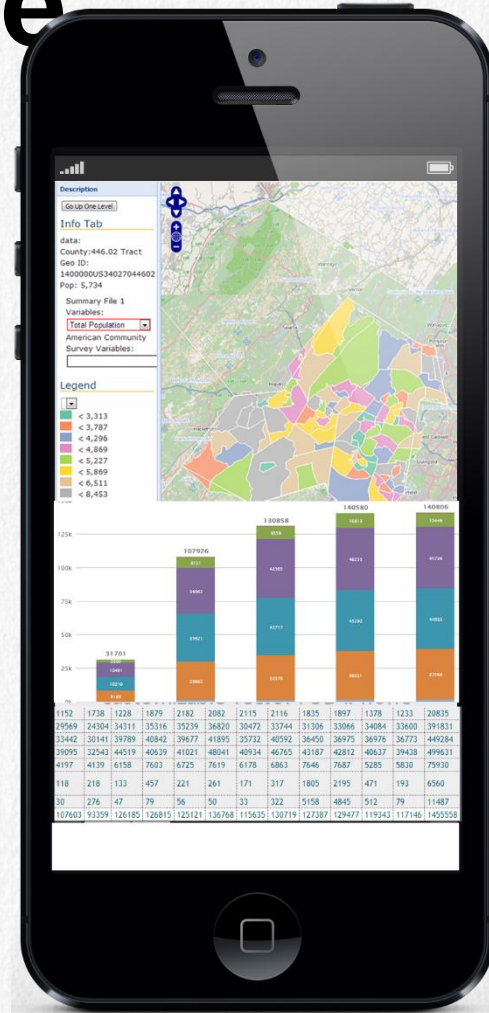 e
Description
Go Up One Level
Info Tab
data:
County:446.02 Tract
Geo ID:
1400000US34027044602
Pop: 5,734
Summary File 1
Variables:
Total Population
American Community
Survey Variables:
Legend
< 3,313
< 3,787
< 4,296
< 4,869
< 5,227
< 5,869
< 6,511
< 8,453
125k
100k
75k
50k
25k
31701
107926
130858
140580
140806
1152 1738 1228 1879 2182 2082 2115 2116 1835 1897 1378 1233 20835
29569 24304 34311 35316 35239 36820 30472 33744 31306 33066 34084 33600 391831
33442 30141 39789 40842 39677 41895 35732 40592 36450 36975 36976 36773 449284
39095 32543 44519 40639 41021 48041 40934 46765 43187 42812 40637 39438 499631
4197 4139 6158 7603 6725 7619 6178 6863 7646 7687 5285 5830 75930
118 218 133 457 221 261 171 317 1805 2195 471 193 6560
30 276 47 79 56 50 33 322 5158 4845 512 79 11487
107603 93359 126185 126815 125121 136768 115635 130719 127387 129477 119343 117146 1455558